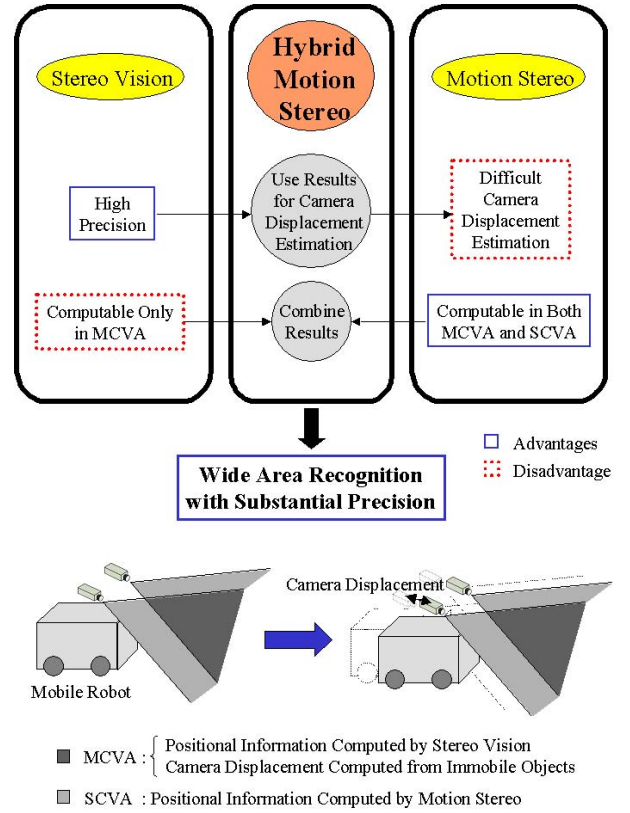 Stereo Vision
Hybrid
Motion
Stereo
Motion Stereo
High
Precision
Use Results
for Camera
Displacement
Estimation
Difficult
Camera
Displacement
Estimation
Computable Only
in MCVA
Combine
Results
Computable in Both
MCVA and SCVA
Wide Area Recognition
with Substantial Precision
Advantages
Disadvantage
Camera Displacement
Mobile Robot
MCVA : Positional Information Computed by Stereo Vision
Camera Displacement Computed from Immobile Objects
SCVA : Positional Information Computed by Motion Stereo